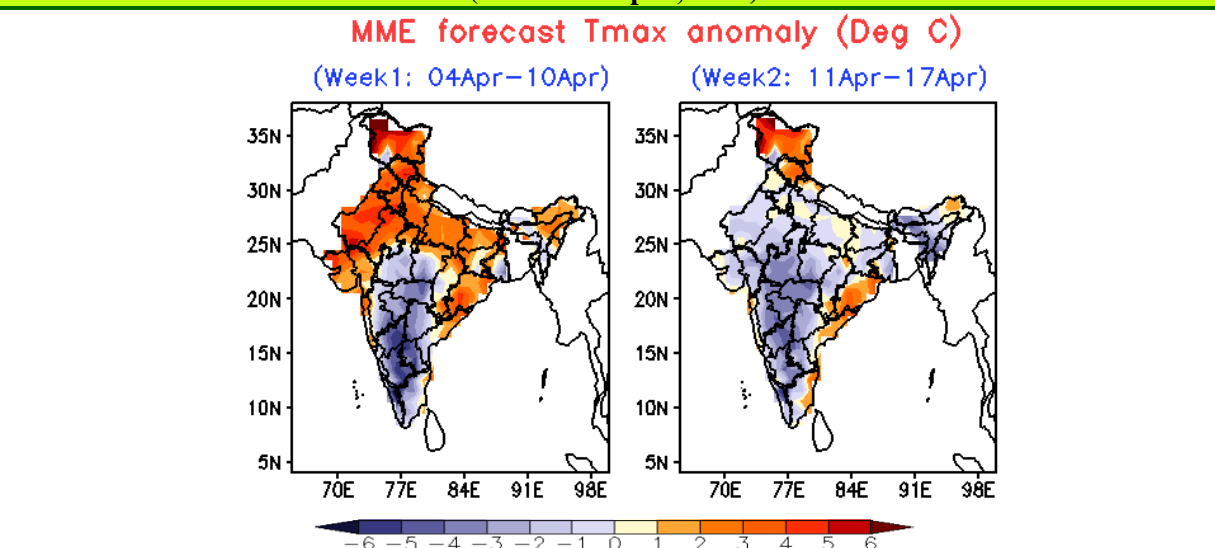 MME forecast Tmax anomaly (Deg C)
(Week1: 04Apr−10Apr)
(Week2: 11Apr−17Apr)
35N
30N
25N
20N
15N
10N
5N
70E 77E 84E 91E 98E
35N
30N
25N
20N
15N
10N
5N
70E 77E 84E 91E 98E
−6 −5 −4 −3 −2 −1 0 1 2 3 4 5 6